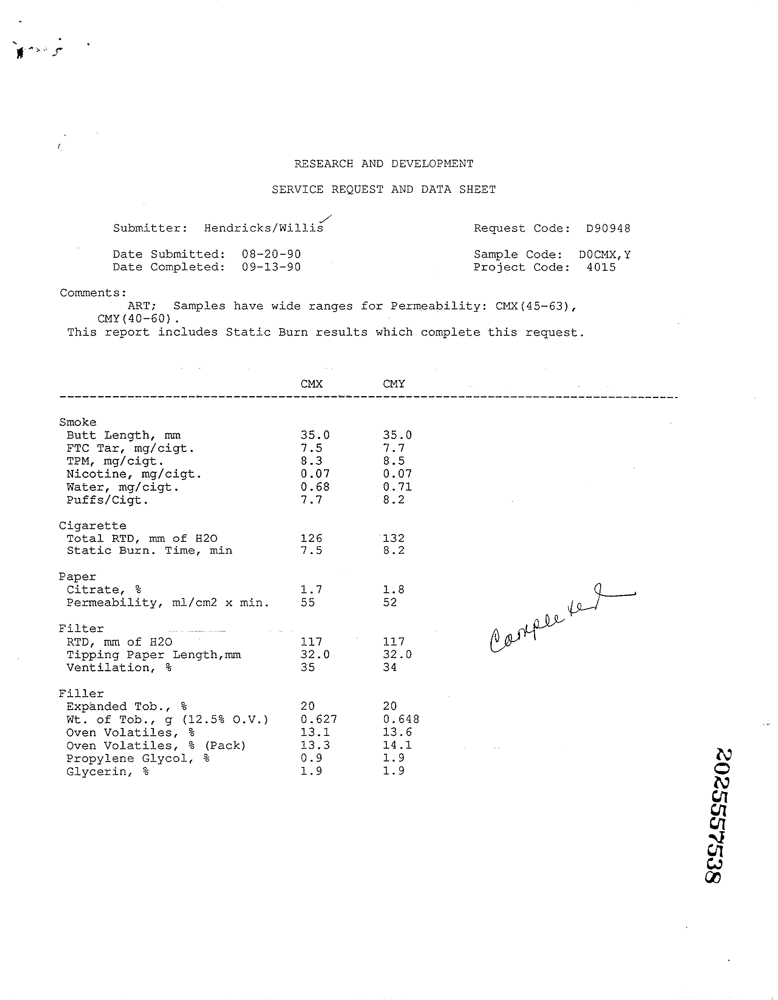 RESEARCH AND DEVELOPMENT
SERVICE REQUEST AND DATA SHEET
Submitter: Hendricks/Willis Request Code: D90948
Date Submitted: 08-20-90 Sample Code: D0CMX,Y
Date Completed: 09-13-90 Project Code: 4015
Comments:
ART; Samples have wide ranges for Permeability: CMX(45-63),
CMY(40-60).
This report includes Static Burn results which complete this request.
CMX CMY
Smoke
Butt Length, mm 35.0 35.0
FTC Tar, mg/cigt. 7.5 7.7
TPM, mg/cigt. 8.3 8.5
Nicotine, mg/cigt. 0.07 0.07
Water, mg/cigt. 0.68 0.71
Puffs/Cigt. 7.7 8.2
Cigarette
Total RTD, mm of H2O 126 132
Static Burn. Time, min 7.5 8.2
Paper
Citrate, % 1.7 1.8
Permeability, ml/cm2 x min. 55 52
Completed
Filter
RTD, mm of H2O 117 117
Tipping Paper Length,mm 32.0 32.0
Ventilation, % 35 34
Filler
Expanded Tob., % 20 20
Wt. of Tob., g (12.5% O.V.) 0.627 0.648
Oven Volatiles, % 13.1 13.6
Oven Volatiles, % (Pack) 13.3 14.1
Propylene Glycol, % 0.9 1.9
Glycerin, % 1.9 1.9
2025557538